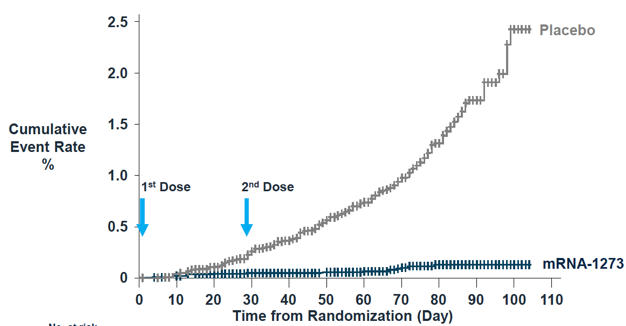 2.5
Placebo
2.0
Cumulative
Event Rate
%
1.5
1.0
1st Dose
2nd Dose
0.5
mRNA-1273
0
0 10 20 30 40 50 60 70 80 90 100 110
Time from Randomization (Day)